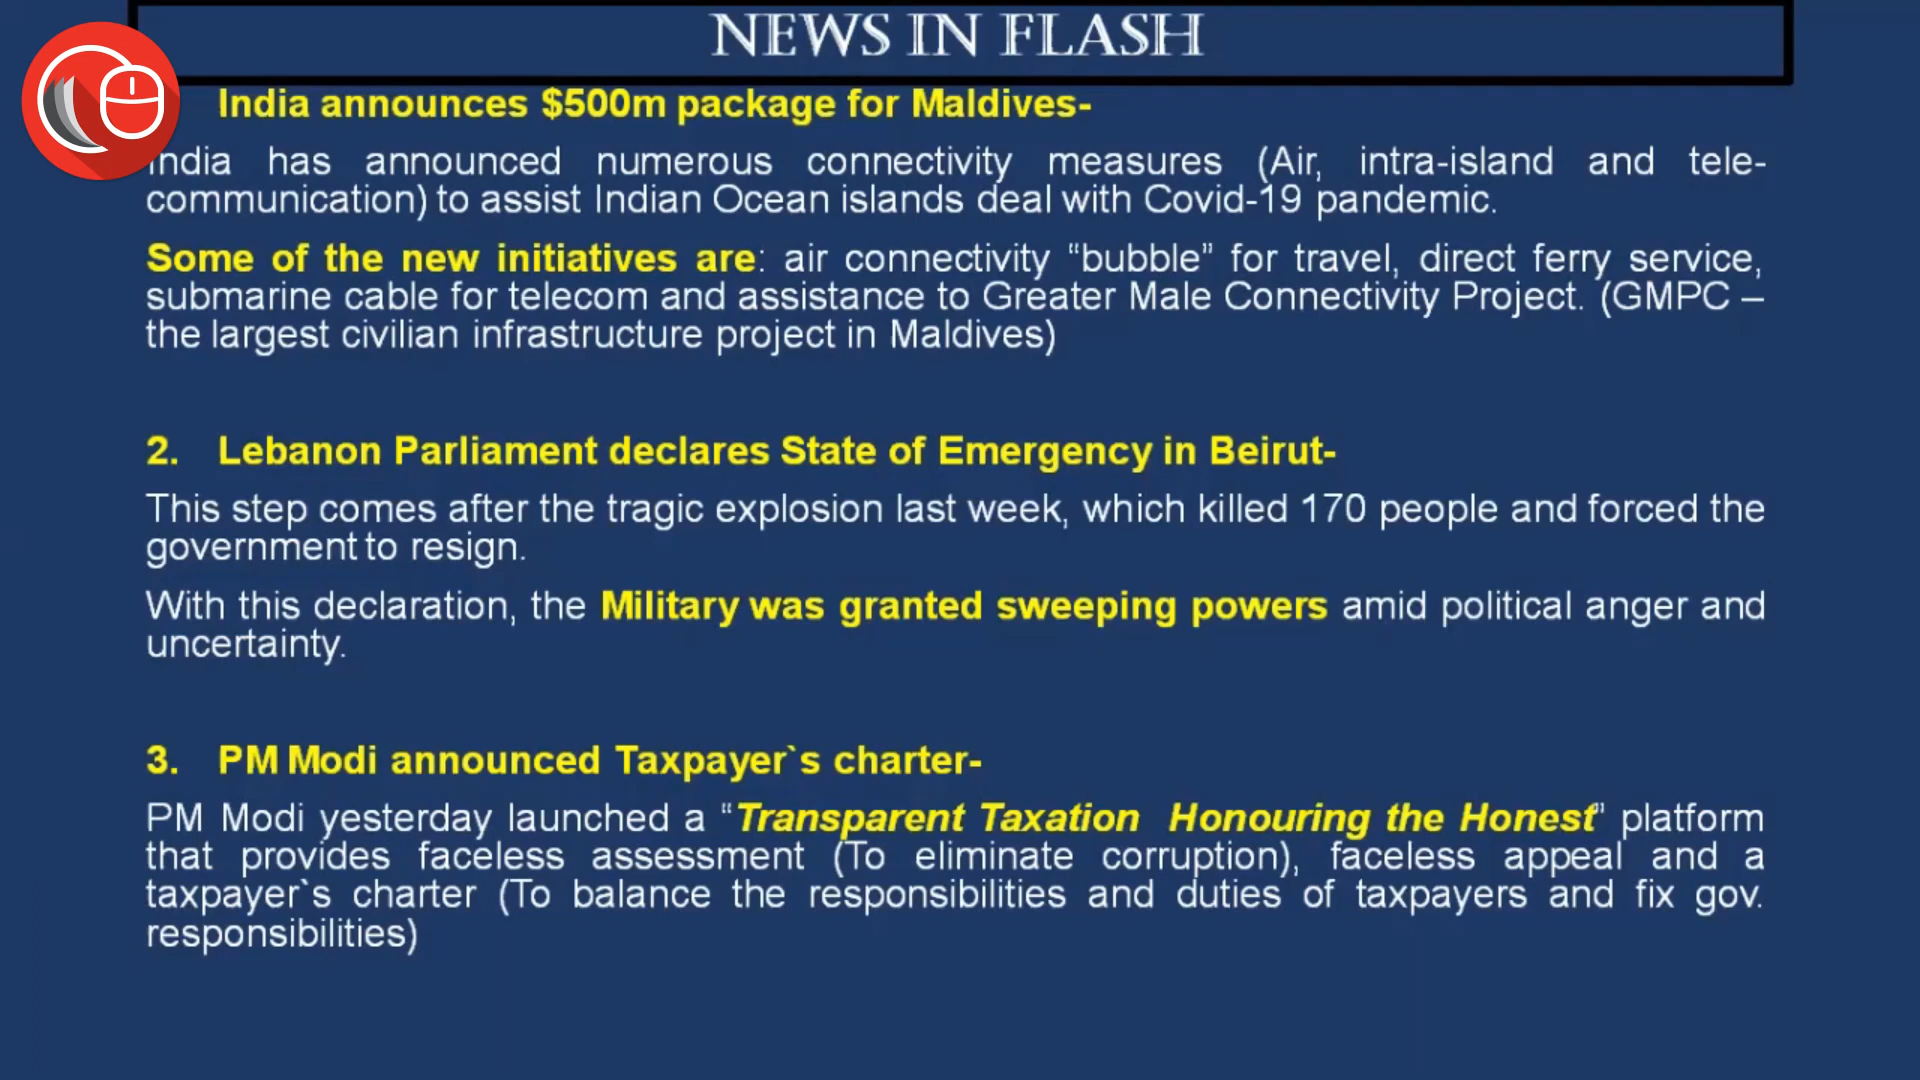 NEWS IN FLASH
India announces $500m package for Maldives-
India has announced numerous connectivity measures (Air, intra-island and tele-
communication) to assist Indian Ocean islands deal with Covid-19 pandemic.
Some of the new initiatives are: air connectivity “bubble” for travel, direct ferry service,
submarine cable for telecom and assistance to Greater Male Connectivity Project. (GMPC –
the largest civilian infrastructure project in Maldives)
2. Lebanon Parliament declares State of Emergency in Beirut-
This step comes after the tragic explosion last week, which killed 170 people and forced the
government to resign.
With this declaration, the Military was granted sweeping powers amid political anger and
uncertainty.
3. PM Modi announced Taxpayer`s charter-
PM Modi yesterday launched a “Transparent Taxation Honouring the Honest” platform
that provides faceless assessment (To eliminate corruption), faceless appeal and a
taxpayer`s charter (To balance the responsibilities and duties of taxpayers and fix gov.
responsibilities)